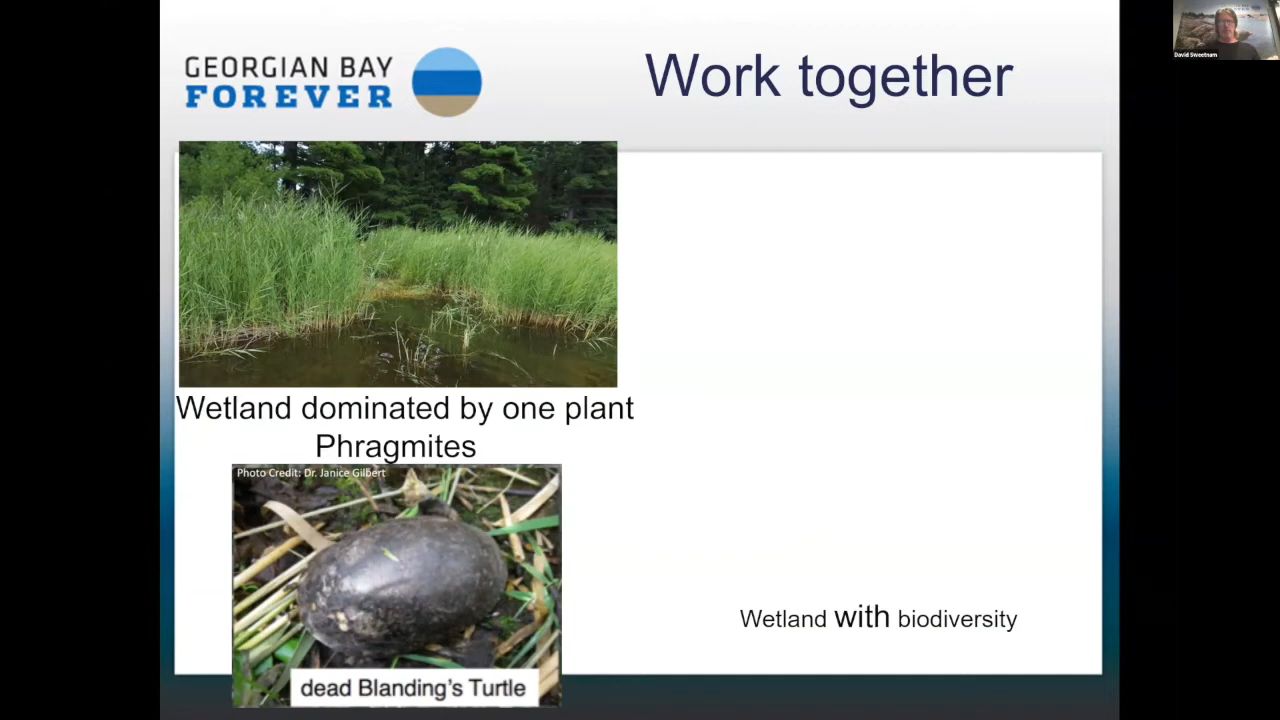 GEORGIAN BAY
FOREVER
Work together
Wetland dominated by one plant
Phragmites
Photo Credit: Dr. Janice Gilbert
dead Blanding's Turtle
Wetland with biodiversity
David Sweetnam